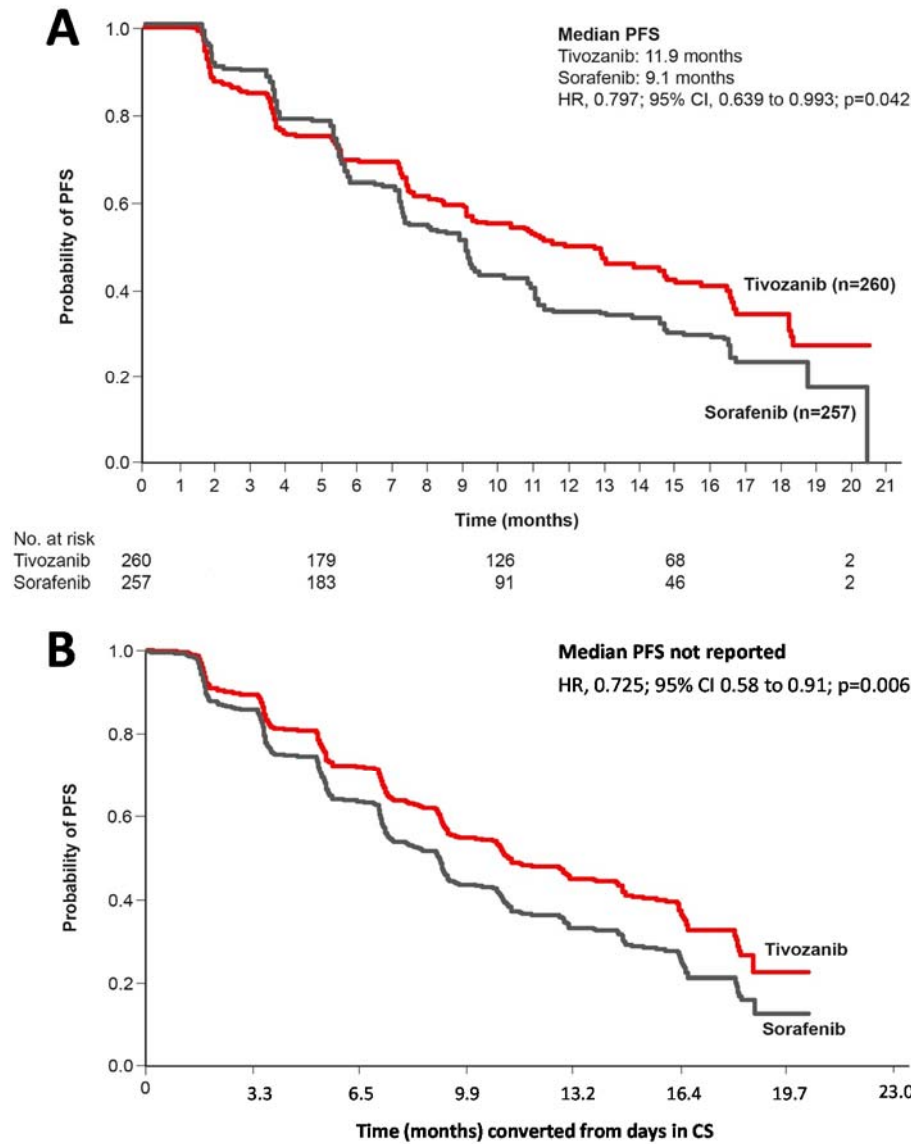 A
Median PFS
Tivozanib: 11.9 months
Sorafenib: 9.1 months
HR, 0.797; 95% CI, 0.639 to 0.993; p=0.042
Probability of PFS
1.0
0.8
0.6
0.4
0.2
0.0
Tivozanib (n=260)
Sorafenib (n=257)
0 1 2 3 4 5 6 7 8 9 10 11 12 13 14 15 16 17 18 19 20 21
Time (months)
No. at risk
Tivozanib 260 179 126 68 2
Sorafenib 257 183 91 46 2
B
Median PFS not reported
HR, 0.725; 95% CI 0.58 to 0.91; p=0.006
Probability of PFS
1.0
0.8
0.6
0.4
0.2
0.0
Tivozanib
Sorafenib
0 3.3 6.5 9.9 13.2 16.4 19.7 23.0
Time (months) converted from days in CS